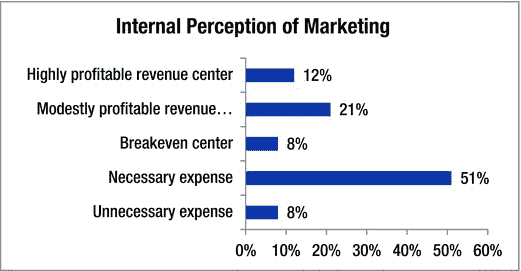 Internal Perception of Marketing
Highly profitable revenue center 12%
Modestly profitable revenue… 21%
Breakeven center 8%
Necessary expense 51%
Unnecessary expense 8%
0% 10% 20% 30% 40% 50% 60%